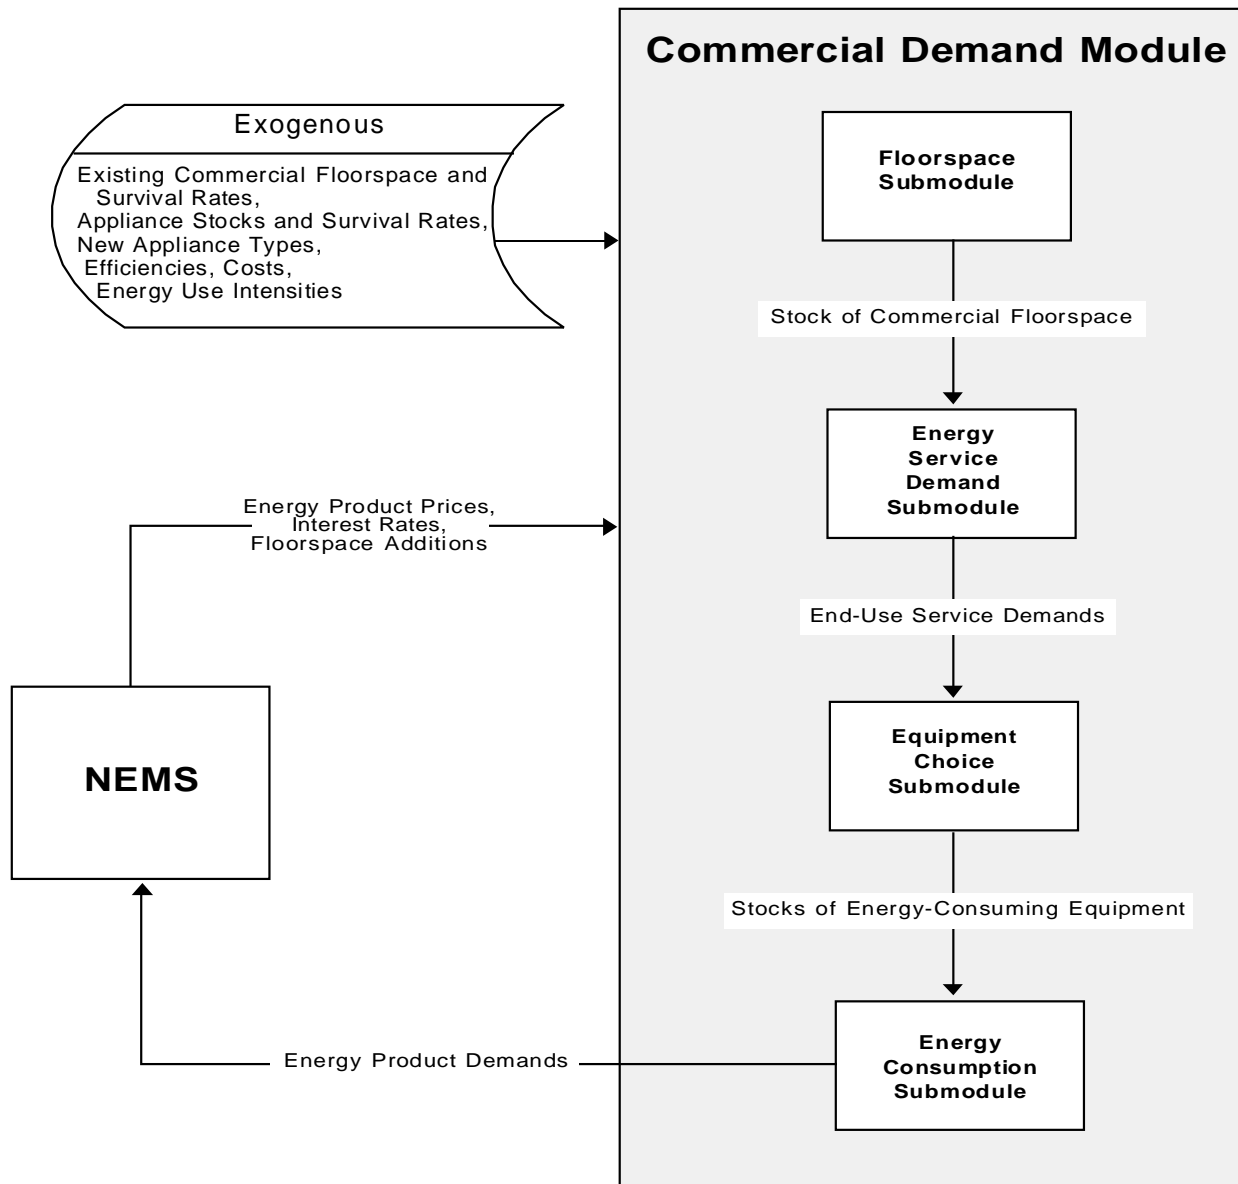 Commercial Demand Module
Exogenous
Existing Commercial Floorspace and
Survival Rates,
Appliance Stocks and Survival Rates,
New Appliance Types,
Efficiencies, Costs,
Energy Use Intensities
Floorspace
Submodule
Stock of Commercial Floorspace
Energy
Service
Demand
Submodule
Energy Product Prices,
Interest Rates,
Floorspace Additions
End-Use Service Demands
NEMS
Equipment
Choice
Submodule
Stocks of Energy-Consuming Equipment
Energy
Consumption
Submodule
Energy Product Demands